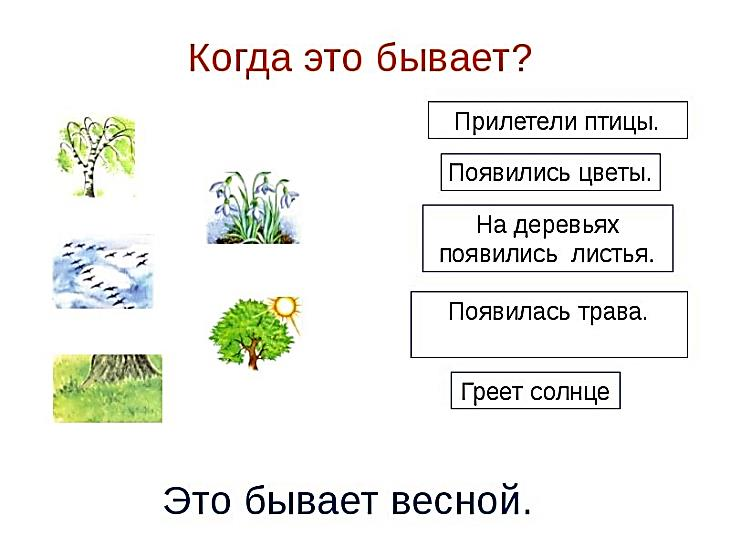 Когда это бывает?
Прилетели птицы.
Появились цветы.
На деревьях
появились листья.
Появилась трава.
Греет солнце
Это бывает весной.